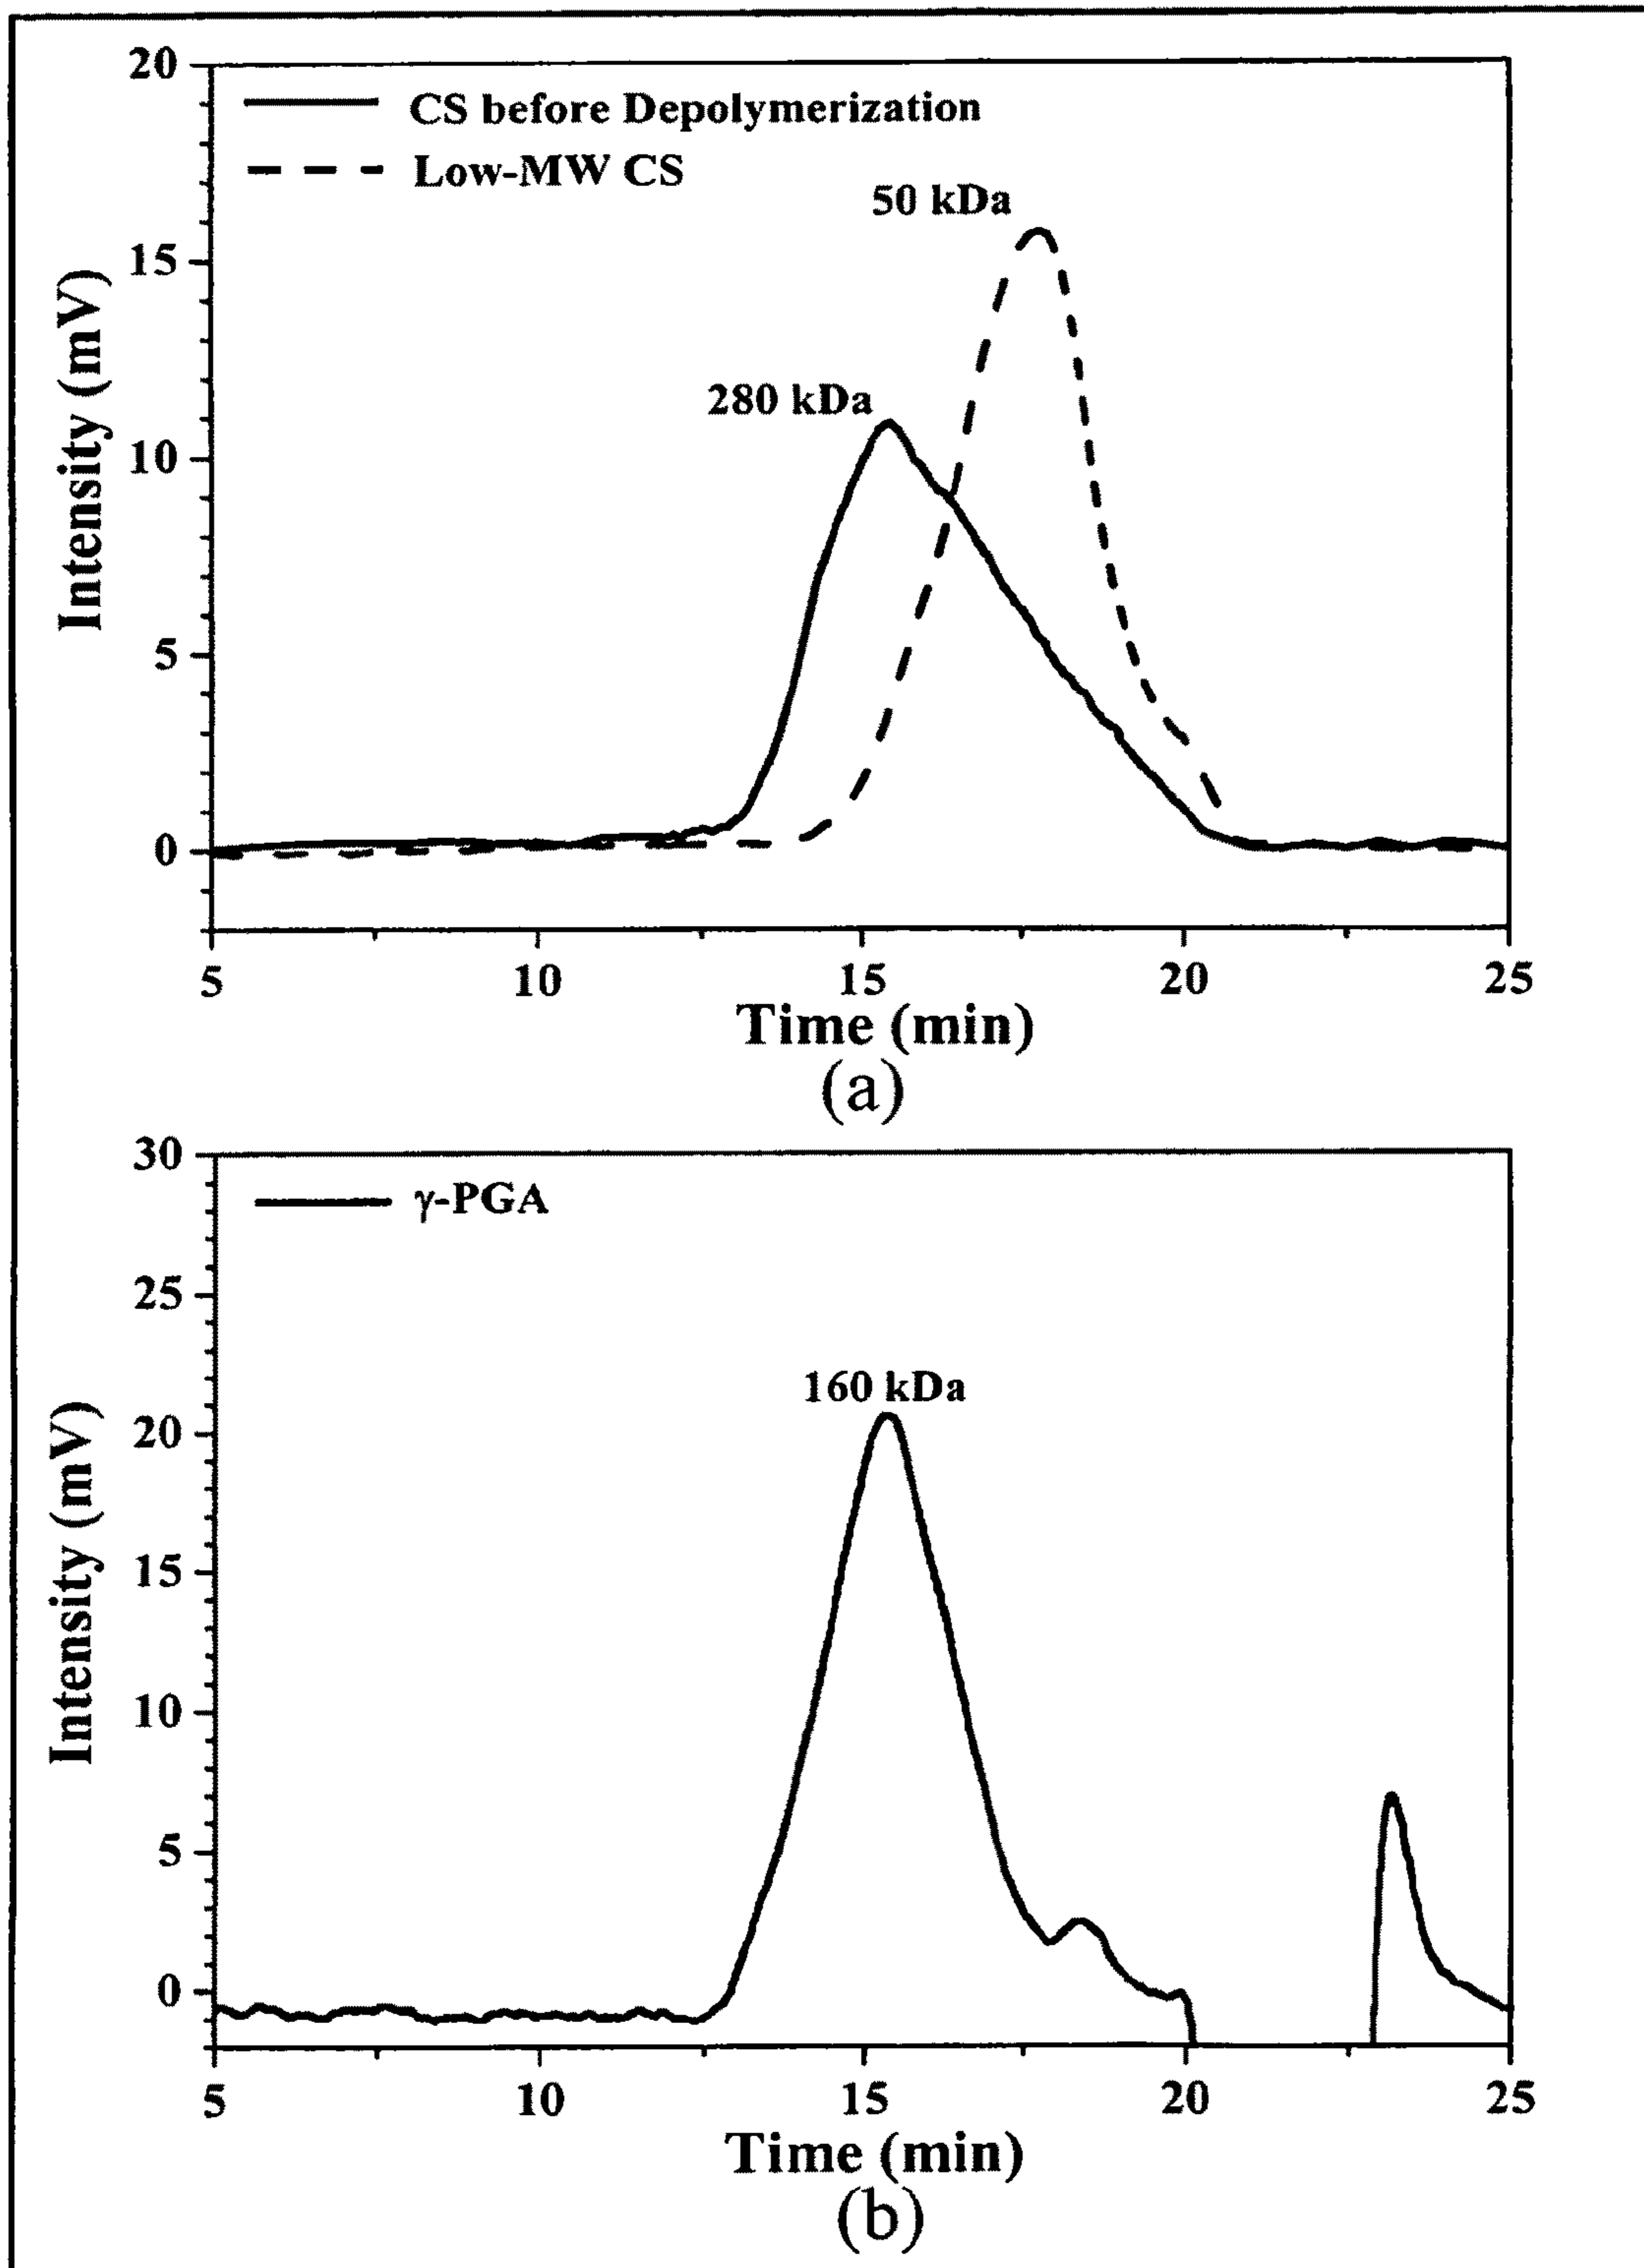 20
CS before Depolymerization
Low-MW CS
50 kDa
15
280 kDa
10
5
0
Intensity (mV)
5 10 15 20 25
Time (min)
(a)
30
γ-PGA
25
160 kDa
20
15
10
5
0
Intensity (mV)
5 10 15 20 25
Time (min)
(b)